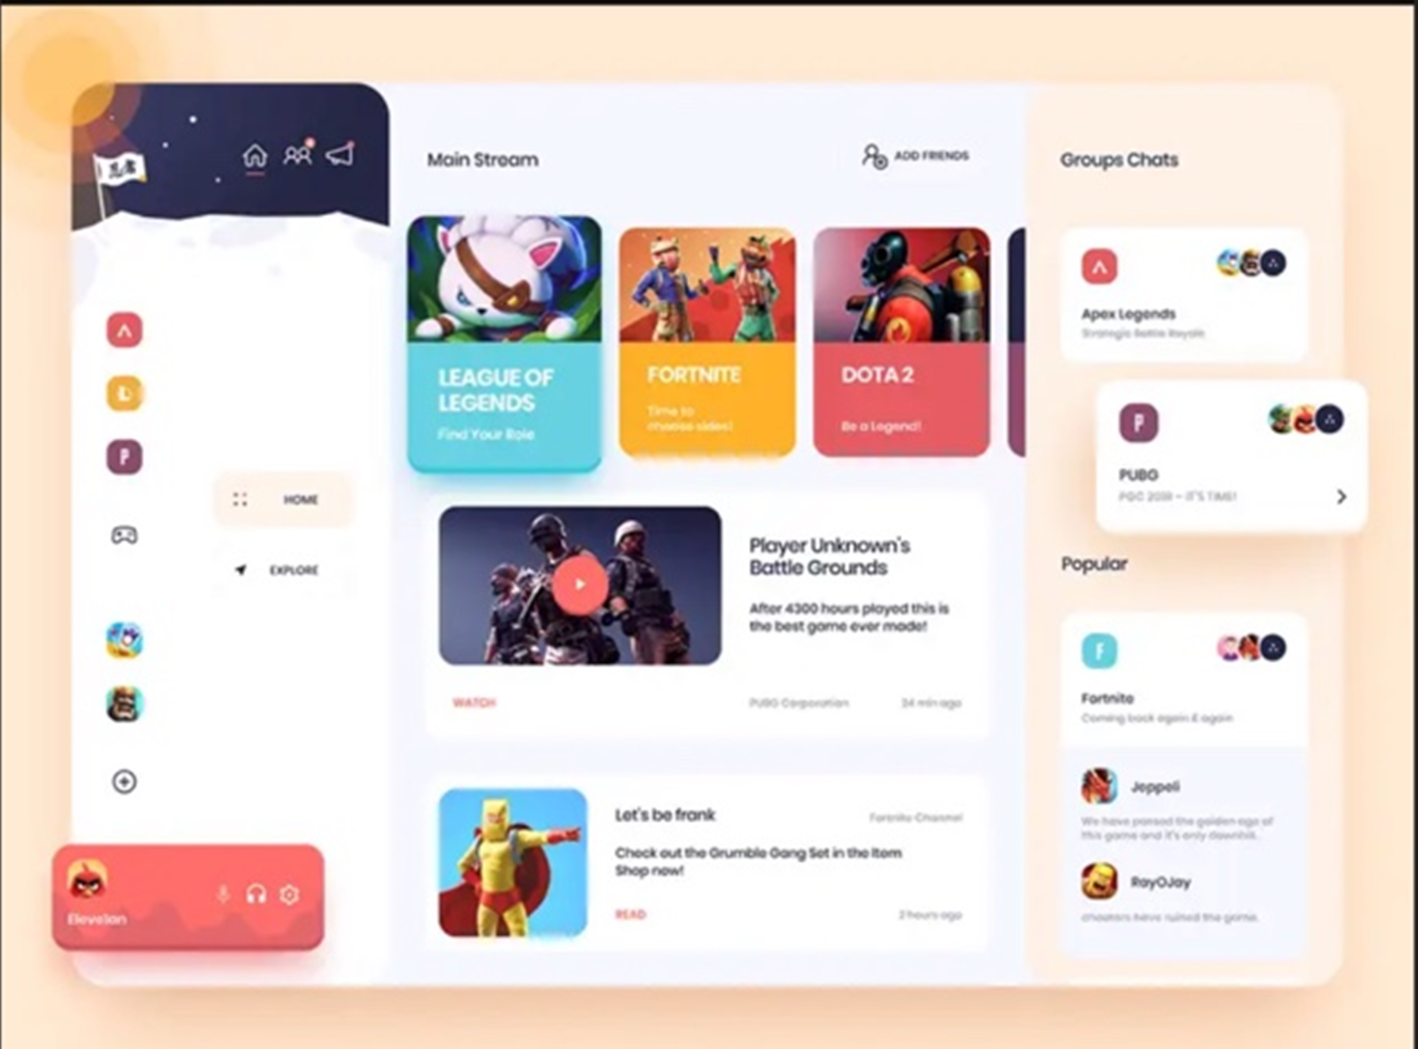 Main Stream
ADD FRIENDS
LEAGUE OF
LEGENDS
Find Your Role
FORTNITE
Time to
choose sides!
DOTA 2
Be a Legend!
HOME
EXPLORE
Player Unknown's
Battle Grounds
After 4300 hours played this is
the best game ever made!
WATCH
PUBG Corporation
34 min ago
Let's be frank
Fortnite Channel
Check out the Grumble Gang Set in the Item
Shop now!
READ
2 hours ago
Elevelan
Groups Chats
Apex Legends
Strategic Battle Royale
P
PUBG
PGC 2019 – IT'S TIME!
Popular
F
Fortnite
Coming back again & again
Jeppeli
We have passed the golden age of
this game and it's only downhill.
RayOJay
cheaters have ruined the game.